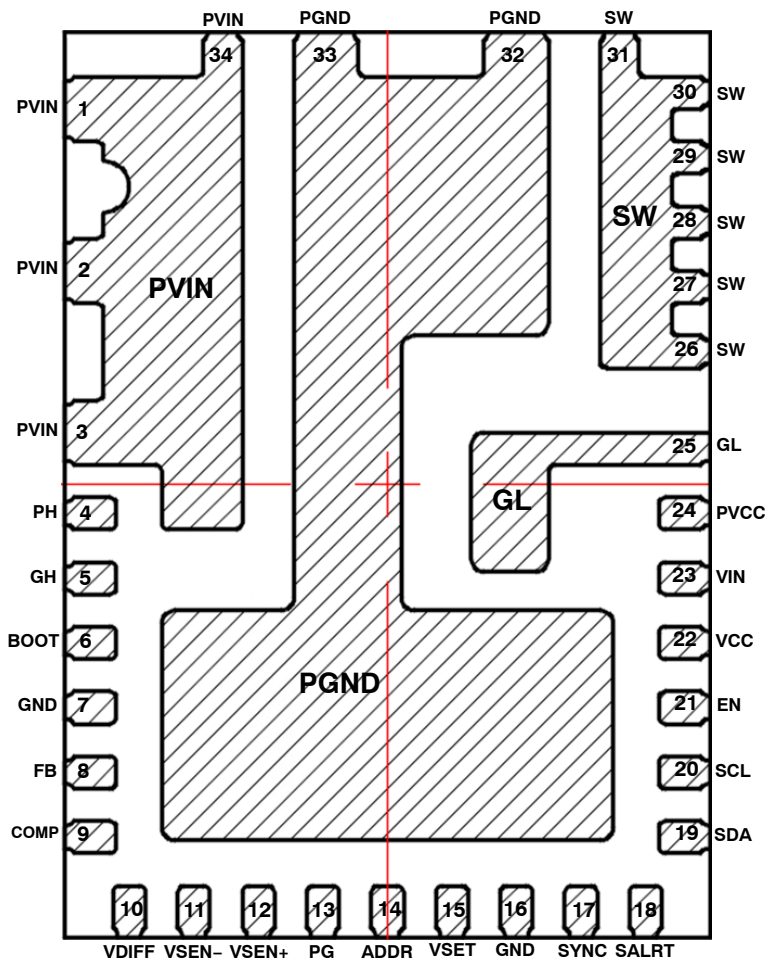 PVIN PGND PGND SW
34 33 32 31
PVIN 1 30 SW
29 SW
SW 28 SW
PVIN 2 27 SW
PVIN
26 SW
PVIN 3 25 GL
GL
PH 4 24 PVCC
GH 5 23 VIN
BOOT 6 22 VCC
PGND
GND 7 21 EN
FB 8 20 SCL
COMP 9 19 SDA
10 11 12 13 14 15 16 17 18
VDIFF VSEN− VSEN+ PG ADDR VSET GND SYNC SALRT